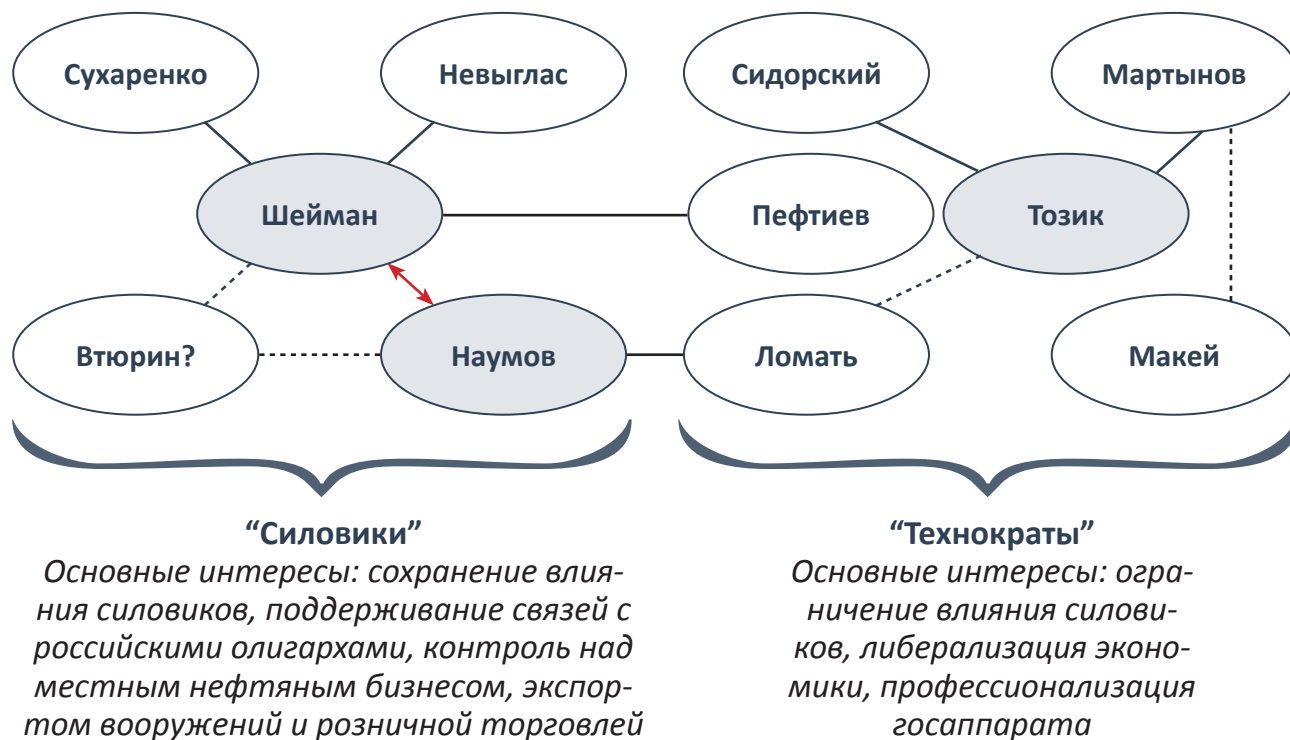 Сухаренко
Невыглас
Сидорский
Мартынов
Шейман
Пефтиев
Тозик
Втюрин?
Наумов
Ломать
Макей
“Силовики”
Основные интересы: сохранение влия-
ния силовиков, поддерживание связей с
российскими олигархами, контроль над
местным нефтяным бизнесом, экспор-
том вооружений и розничной торговлей
“Технократы”
Основные интересы: огра-
ничение влияния силови-
ков, либерализация эконо-
мики, профессионализация
госаппарата